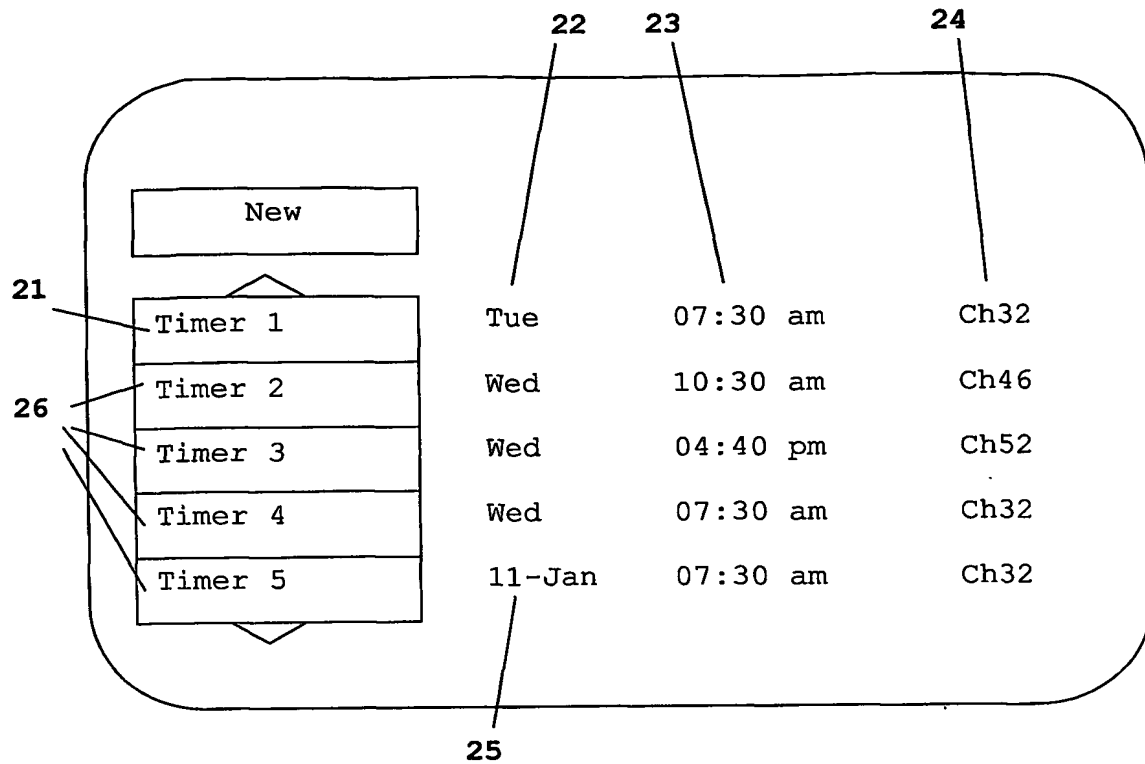 22 23 24
New
21
Timer 1 Tue 07:30 am Ch32
Timer 2 Wed 10:30 am Ch46
26
Timer 3 Wed 04:40 pm Ch52
Timer 4 Wed 07:30 am Ch32
Timer 5 11-Jan 07:30 am Ch32
25